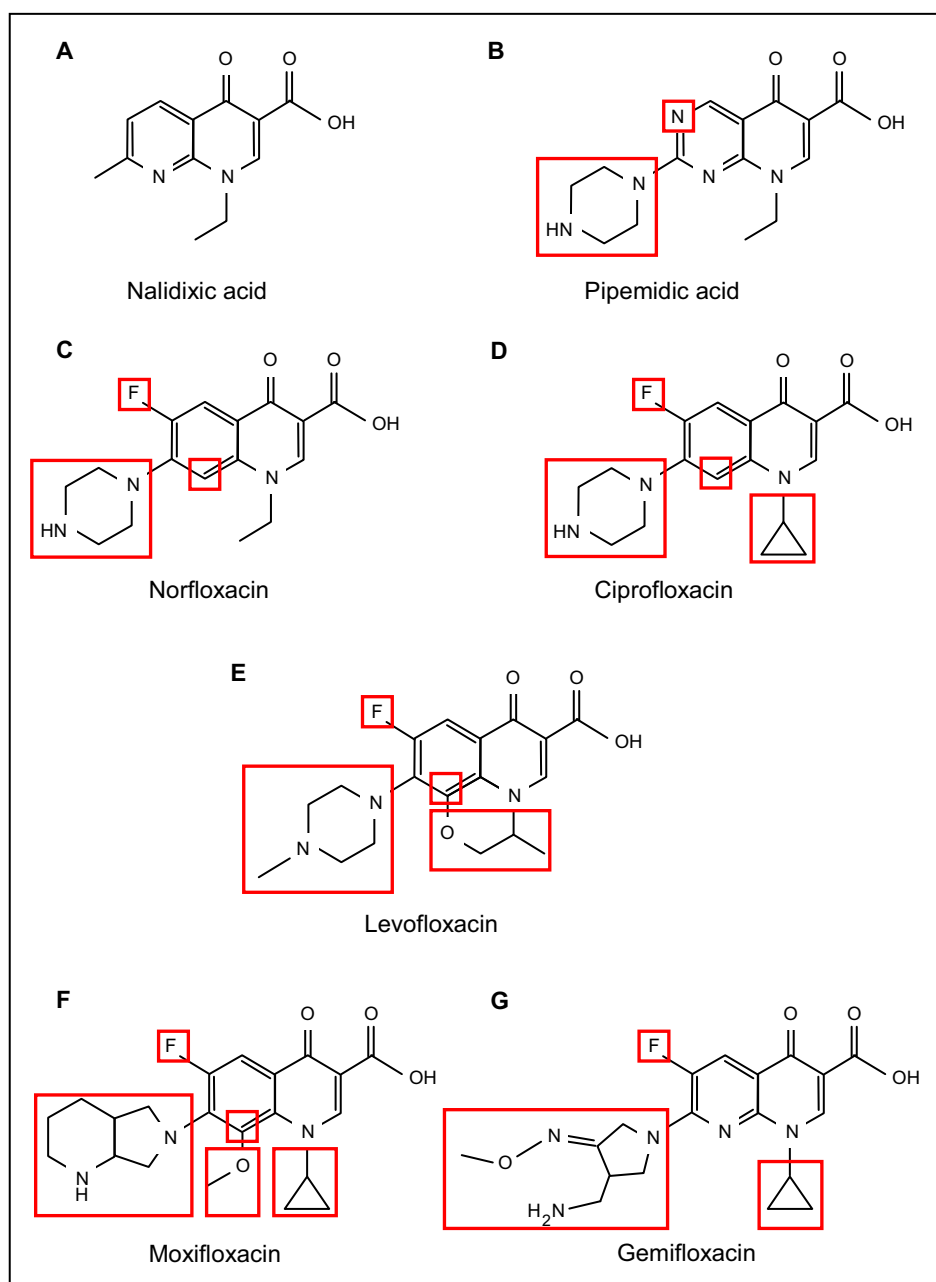 A
B
O
O
OH
N
N
Nalidixic acid
O
O
OH
N
N
N
N
HN
Pipemidic acid
C
D
F
O
O
OH
N
N
HN
Norfloxacin
F
O
O
OH
N
N
HN
Ciprofloxacin
E
F
O
O
OH
N
N
N
O
Levofloxacin
F
G
F
O
O
OH
N
N
O
N
H
Moxifloxacin
F
O
O
OH
N
N
N
N
O
H2N
Gemifloxacin